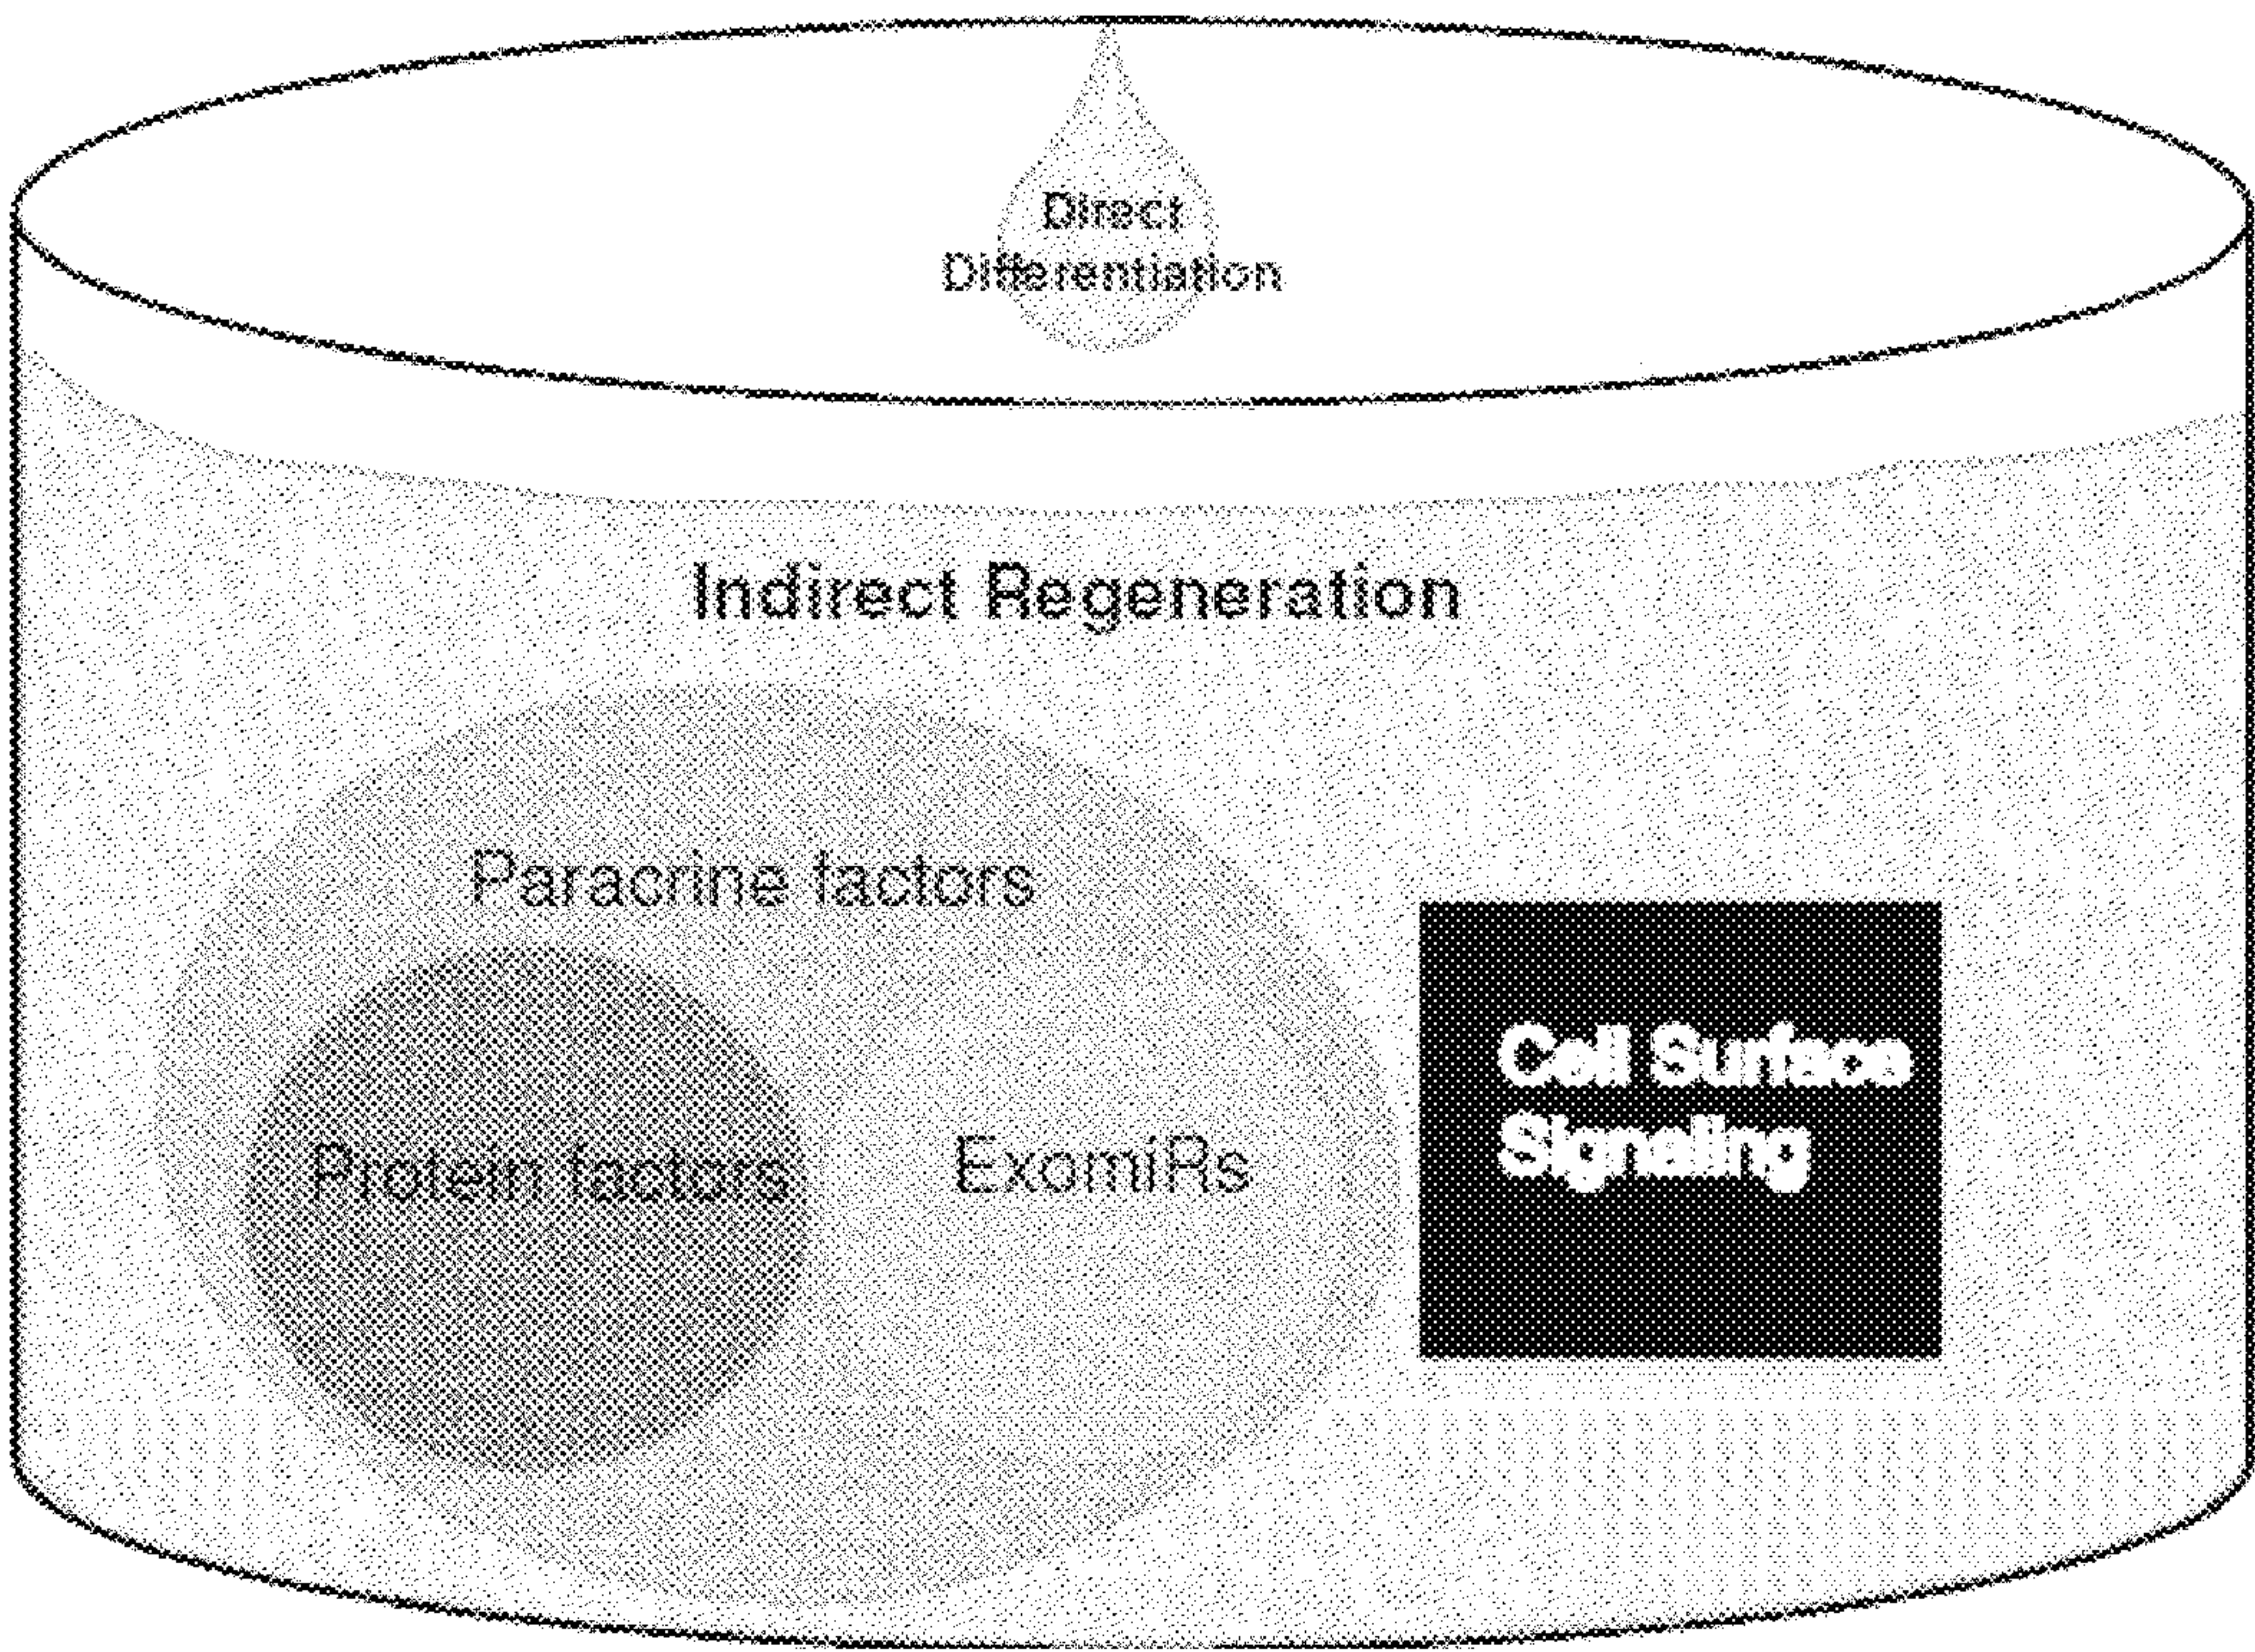 Direct
Differentiation
Indirect Regeneration
Paracrine factors
Protein factors
ExomiRs
Cell Surface
Signaling